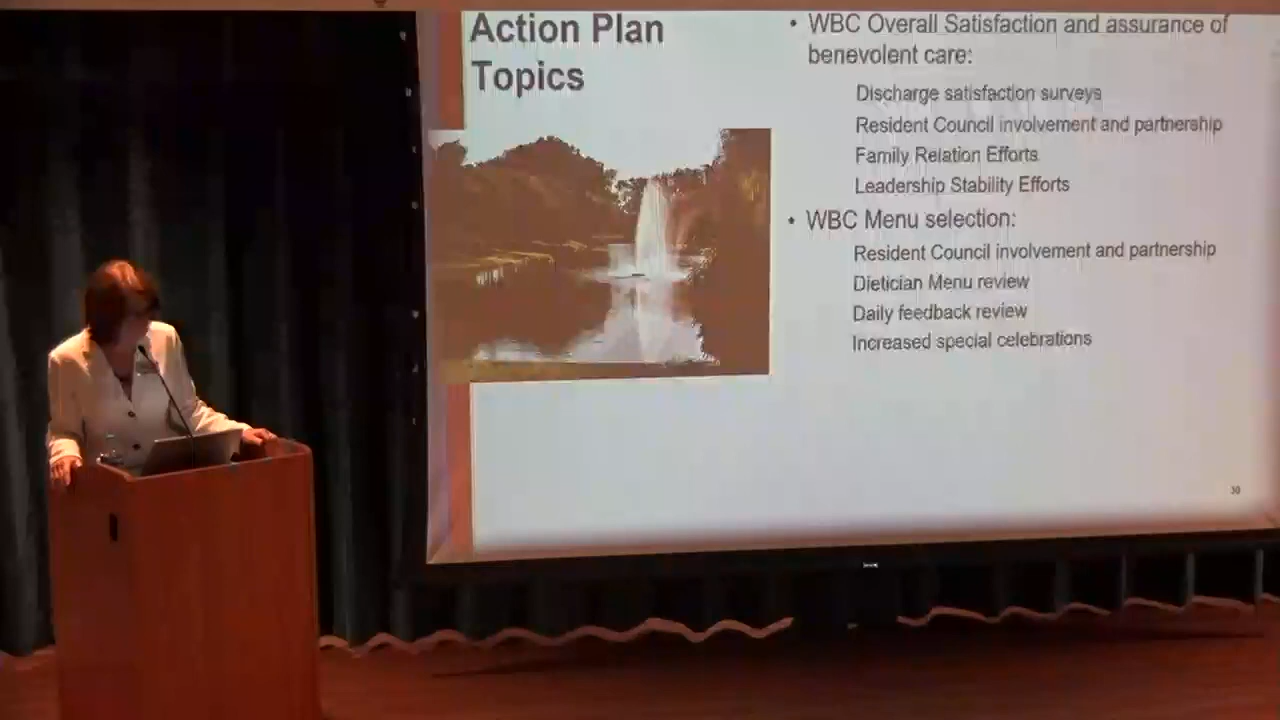 Action Plan
Topics
• WBC Overall Satisfaction and assurance of
benevolent care:
Discharge satisfaction surveys
Resident Council involvement and partnership
Family Relation Efforts
Leadership Stability Efforts
• WBC Menu selection:
Resident Council involvement and partnership
Dietician Menu review
Daily feedback review
Increased special celebrations
30